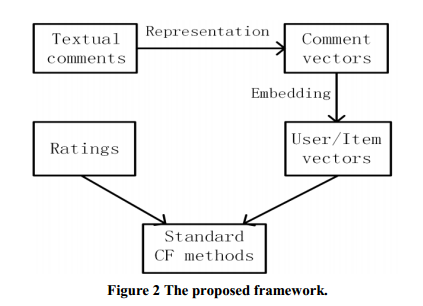 Textual
comments
Representation
Comment
vectors
Embedding
Ratings
User/Item
vectors
Standard
CF methods
Figure 2 The proposed framework.